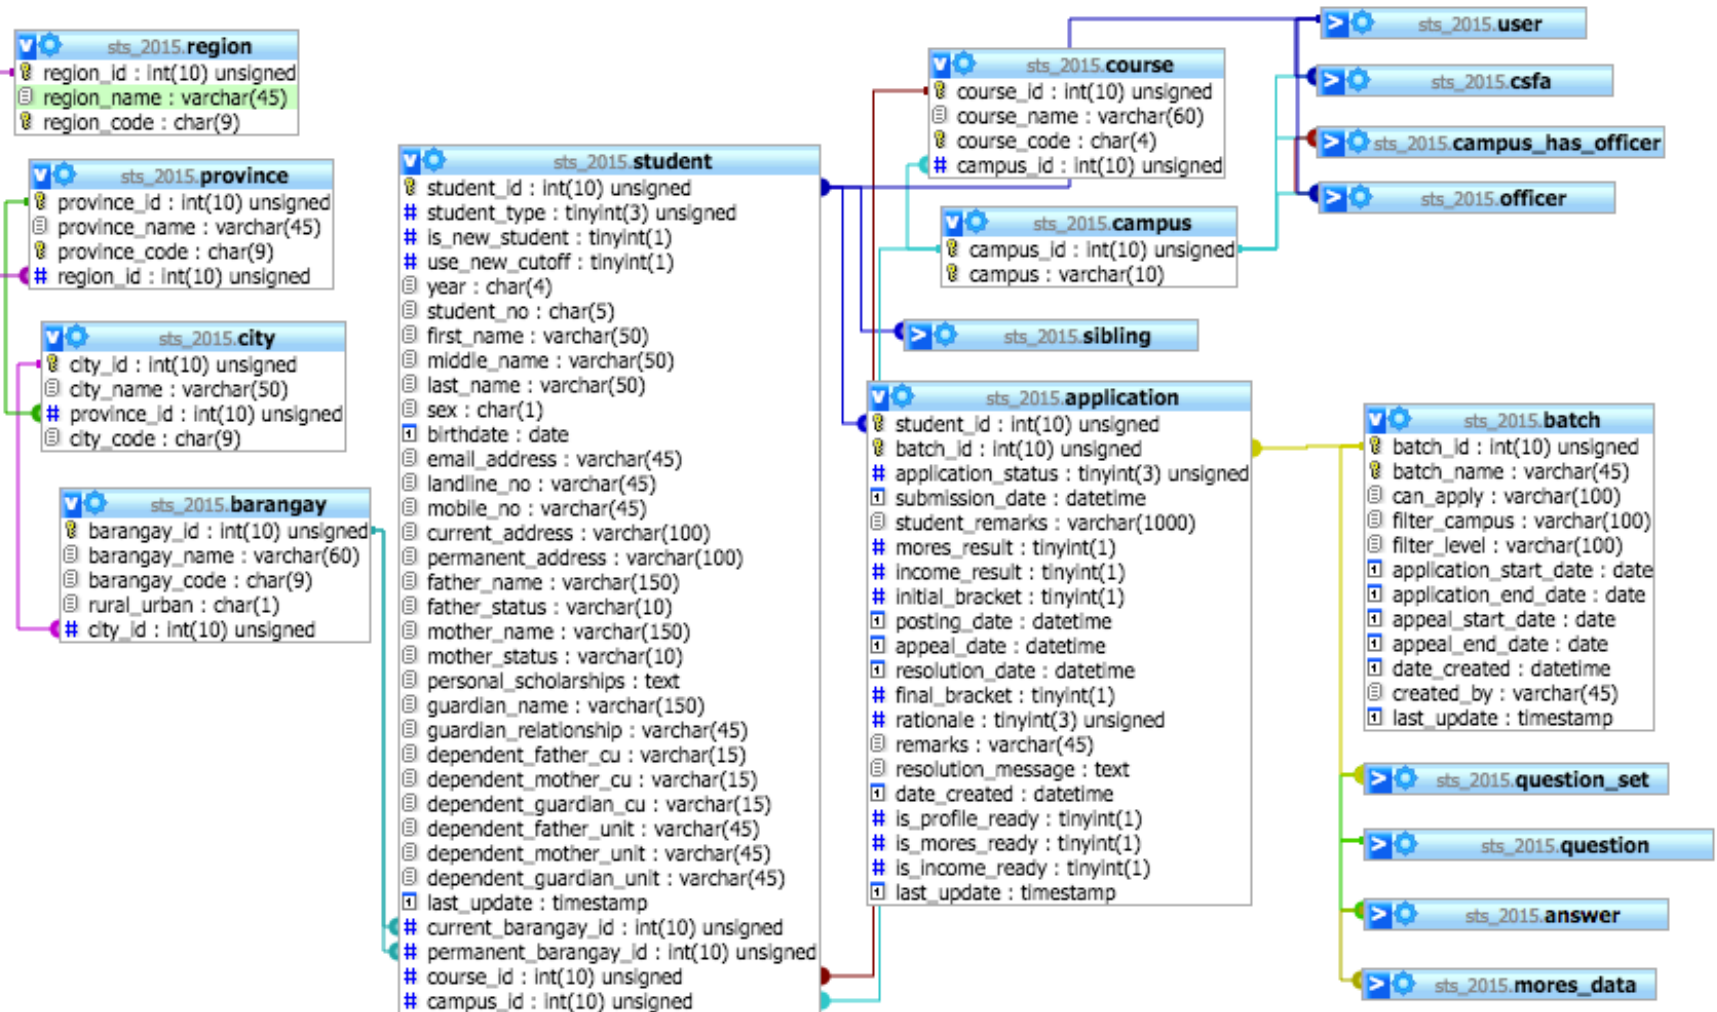 sts_2015.region
region_id : int(10) unsigned
region_name : varchar(45)
region_code : char(9)
sts_2015.province
province_id : int(10) unsigned
province_name : varchar(45)
province_code : char(9)
# region_id : int(10) unsigned
sts_2015.city
city_id : int(10) unsigned
city_name : varchar(50)
# province_id : int(10) unsigned
city_code : char(9)
sts_2015.barangay
barangay_id : int(10) unsigned
barangay_name : varchar(60)
barangay_code : char(9)
rural_urban : char(1)
# city_id : int(10) unsigned
sts_2015.student
student_id : int(10) unsigned
# student_type : tinyint(3) unsigned
# is_new_student : tinyint(1)
# use_new_cutoff : tinyint(1)
year : char(4)
student_no : char(5)
first_name : varchar(50)
middle_name : varchar(50)
last_name : varchar(50)
sex : char(1)
birthdate : date
email_address : varchar(45)
landline_no : varchar(45)
mobile_no : varchar(45)
current_address : varchar(100)
permanent_address : varchar(100)
father_name : varchar(150)
father_status : varchar(10)
mother_name : varchar(150)
mother_status : varchar(10)
personal_scholarships : text
guardian_name : varchar(150)
guardian_relationship : varchar(45)
dependent_father_cu : varchar(15)
dependent_mother_cu : varchar(15)
dependent_guardian_cu : varchar(15)
dependent_father_unit : varchar(45)
dependent_mother_unit : varchar(45)
dependent_guardian_unit : varchar(45)
last_update : timestamp
# current_barangay_id : int(10) unsigned
# permanent_barangay_id : int(10) unsigned
# course_id : int(10) unsigned
# campus_id : int(10) unsigned
sts_2015.course
course_id : int(10) unsigned
course_name : varchar(60)
course_code : char(4)
# campus_id : int(10) unsigned
sts_2015.campus
campus_id : int(10) unsigned
campus : varchar(10)
sts_2015.sibling
sts_2015.application
student_id : int(10) unsigned
batch_id : int(10) unsigned
# application_status : tinyint(3) unsigned
submission_date : datetime
student_remarks : varchar(1000)
# mores_result : tinyint(1)
# income_result : tinyint(1)
# initial_bracket : tinyint(1)
posting_date : datetime
appeal_date : datetime
resolution_date : datetime
# final_bracket : tinyint(1)
# rationale : tinyint(3) unsigned
remarks : varchar(45)
resolution_message : text
date_created : datetime
# is_profile_ready : tinyint(1)
# is_mores_ready : tinyint(1)
# is_income_ready : tinyint(1)
last_update : timestamp
sts_2015.user
sts_2015.csfa
sts_2015.campus_has_officer
sts_2015.officer
sts_2015.batch
batch_id : int(10) unsigned
batch_name : varchar(45)
can_apply : varchar(100)
filter_campus : varchar(100)
filter_level : varchar(100)
application_start_date : date
application_end_date : date
appeal_start_date : date
appeal_end_date : date
date_created : datetime
created_by : varchar(45)
last_update : timestamp
sts_2015.question_set
sts_2015.question
sts_2015.answer
sts_2015.mores_data